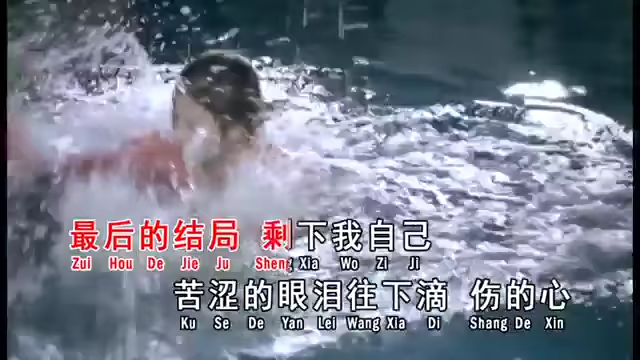 最后的结局 剩下我自己
Zui Hou De Jie Ju Sheng Xia Wo Zi Ji
苦涩的眼泪往下滴 伤的心
Ku Se De Yan Lei Wang Xia Di Shang De Xin